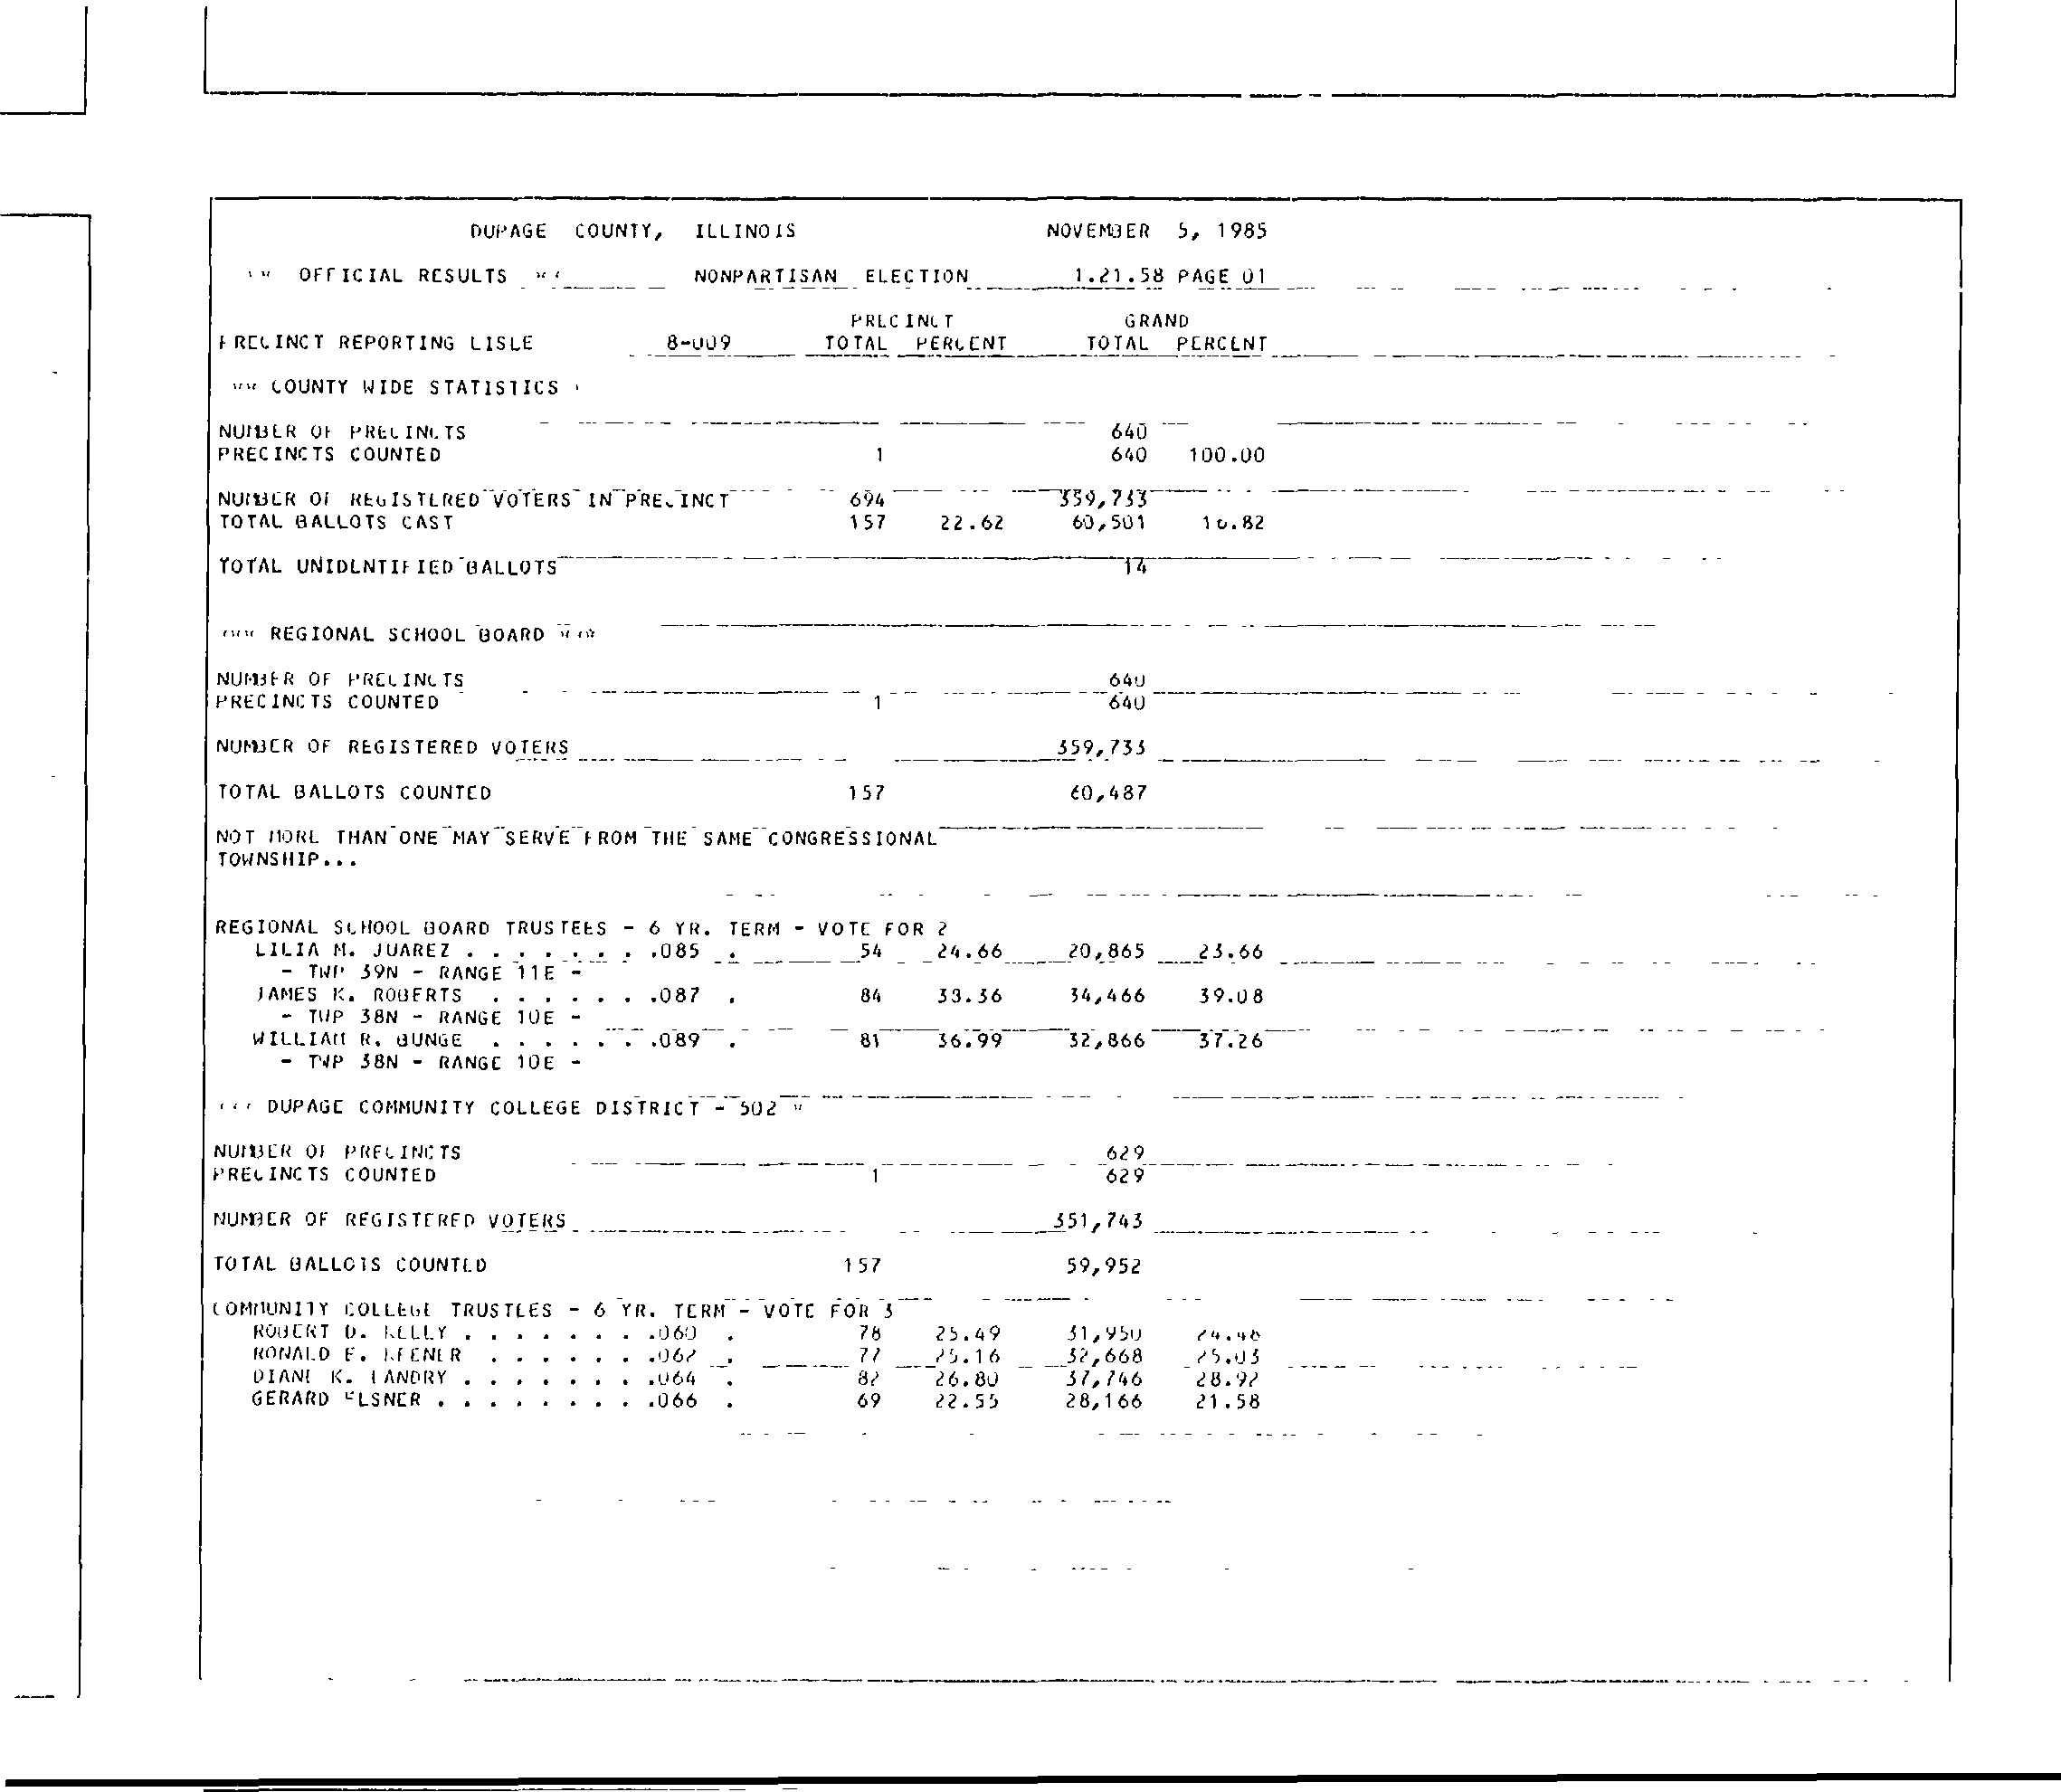 DUPAGE COUNTY, ILLINOIS NOVEMBER 5, 1985
** OFFICIAL RESULTS ** NONPARTISAN ELECTION 1.21.58 PAGE 01
PRECINCT GRAND
PRECINCT REPORTING LISLE 8-009 TOTAL PERCENT TOTAL PERCENT
** COUNTY WIDE STATISTICS
NUMBER OF PRECINCTS 640
PRECINCTS COUNTED 1 640 100.00
NUMBER OF REGISTERED VOTERS IN PRECINCT 694 359,733
TOTAL BALLOTS CAST 157 22.62 60,501 16.82
TOTAL UNIDENTIFIED BALLOTS 14
*** REGIONAL SCHOOL BOARD ***
NUMBER OF PRECINCTS 640
PRECINCTS COUNTED 1 640
NUMBER OF REGISTERED VOTERS 359,733
TOTAL BALLOTS COUNTED 157 60,487
NOT MORE THAN ONE MAY SERVE FROM THE SAME CONGRESSIONAL
TOWNSHIP...
REGIONAL SCHOOL BOARD TRUSTEES - 6 YR. TERM - VOTE FOR 2
LILIA M. JUAREZ . . . . . . . .085 . 54 24.66 20,865 23.66
- TWP 39N - RANGE 11E -
JAMES K. ROBERTS . . . . . . .087 . 84 38.36 34,466 39.08
- TWP 38N - RANGE 10E -
WILLIAM R. BUNGE . . . . . . .089 . 81 36.99 32,866 37.26
- TWP 38N - RANGE 10E -
*** DUPAGE COMMUNITY COLLEGE DISTRICT - 502 *
NUMBER OF PRECINCTS 629
PRECINCTS COUNTED 1 629
NUMBER OF REGISTERED VOTERS 351,743
TOTAL BALLOTS COUNTED 157 59,952
COMMUNITY COLLEGE TRUSTEES - 6 YR. TERM - VOTE FOR 3
ROBERT D. KELLY . . . . . . . .060 . 78 25.49 31,950 24.48
RONALD E. KEENER . . . . . . .062 . 77 25.16 32,668 25.03
DIANE K. LANDRY . . . . . . . .064 . 82 26.80 37,746 28.92
GERARD ELSNER . . . . . . . . .066 . 69 22.55 28,166 21.58